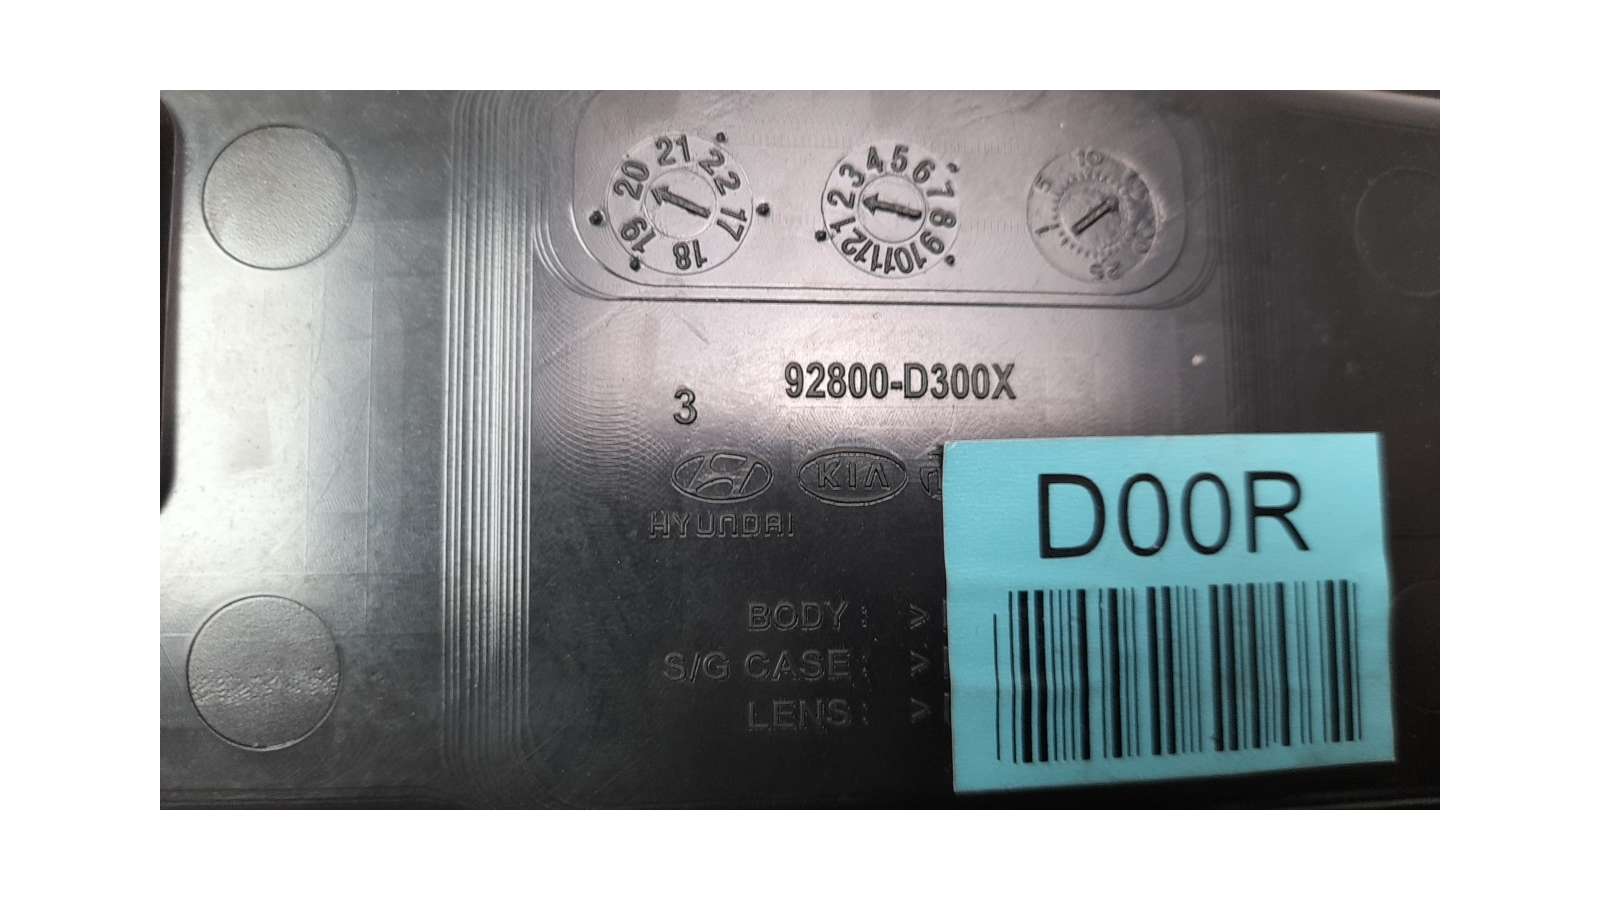 17 18 19 20 21 22
1 2 3 4 5 6 7 8 9 10 11 12
1 5 10 25
92800-D300X
3
KIA
HYUNDAI
D00R
BODY :
S/G CASE :
LENS :